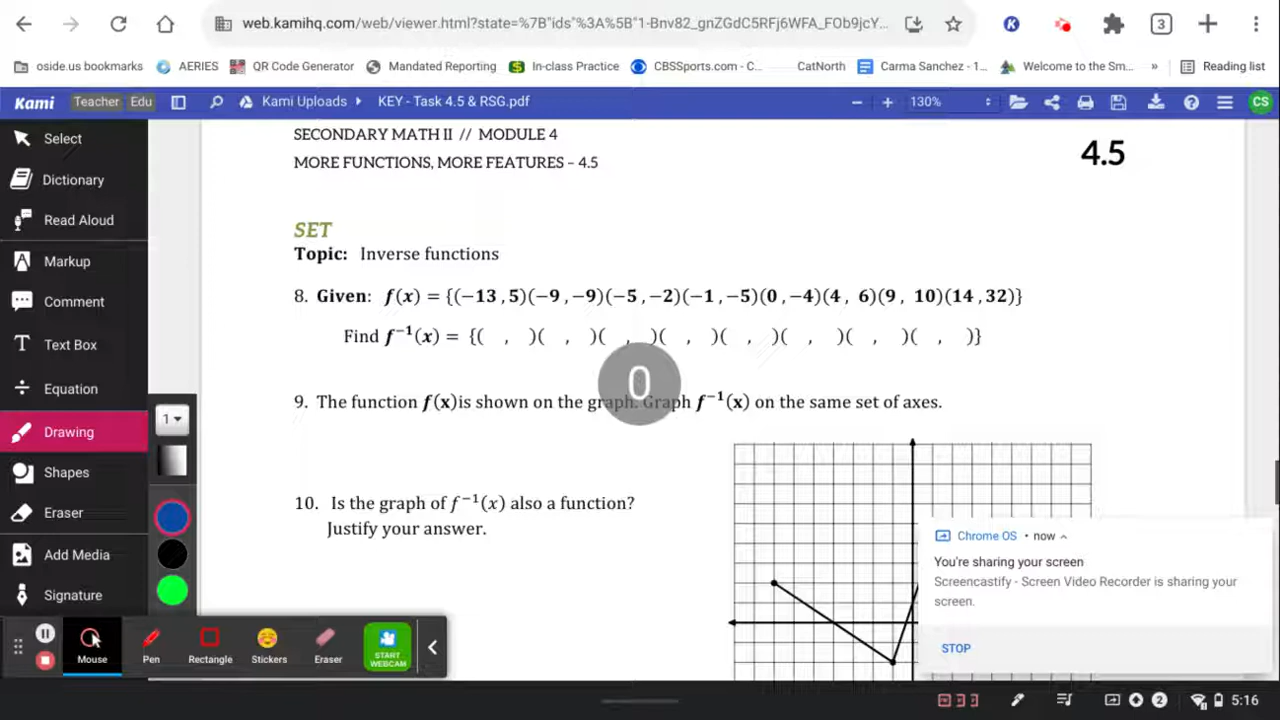 web.kamihq.com/web/viewer.html?state=%7B"ids"%3A%5B"1-Bnv82_gnZGdC5RFj6WFA_FOb9jcY...
3
oside.us bookmarks AERIES QR Code Generator Mandated Reporting In-class Practice CBSSports.com - C... CatNorth Carma Sanchez - 1... Welcome to the Sm... » Reading list
Kami Teacher Edu Kami Uploads KEY - Task 4.5 & RSG.pdf 130% CS
Select
Dictionary
Read Aloud
Markup
Comment
Text Box
Equation
Drawing
Shapes
Eraser
Add Media
Signature
1
SECONDARY MATH II // MODULE 4
MORE FUNCTIONS, MORE FEATURES – 4.5
4.5
SET
Topic: Inverse functions
8. Given: f(x) = {(−13, 5)(−9, −9)(−5, −2)(−1, −5)(0, −4)(4, 6)(9, 10)(14, 32)}
Find f⁻¹(x) = {( , )( , )( , )( , )( , )( , )( , )( , )}
0
9. The function f(x)is shown on the graph. Graph f⁻¹(x) on the same set of axes.
10. Is the graph of f⁻¹(x) also a function?
Justify your answer.
Chrome OS • now
You're sharing your screen
Screencastify - Screen Video Recorder is sharing your
screen.
STOP
Mouse Pen Rectangle Stickers Eraser START WEBCAM
2 5:16